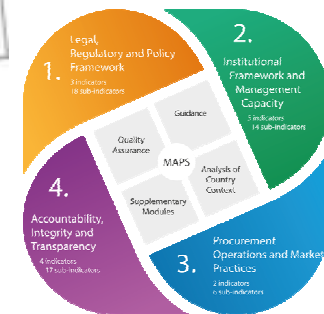 1.
Legal,
Regulatory and Policy
Framework
3 indicators
18 sub-indicators
2.
Institutional
Framework and
Management
Capacity
5 indicators
14 sub-indicators
Guidance
Quality
Assurance
MAPS
Analysis of
Country
Context
Supplementary
Modules
4.
Accountability,
Integrity and
Transparency
4 indicators
17 sub-indicators
3.
Procurement
Operations and Market
Practices
2 indicators
6 sub-indicators